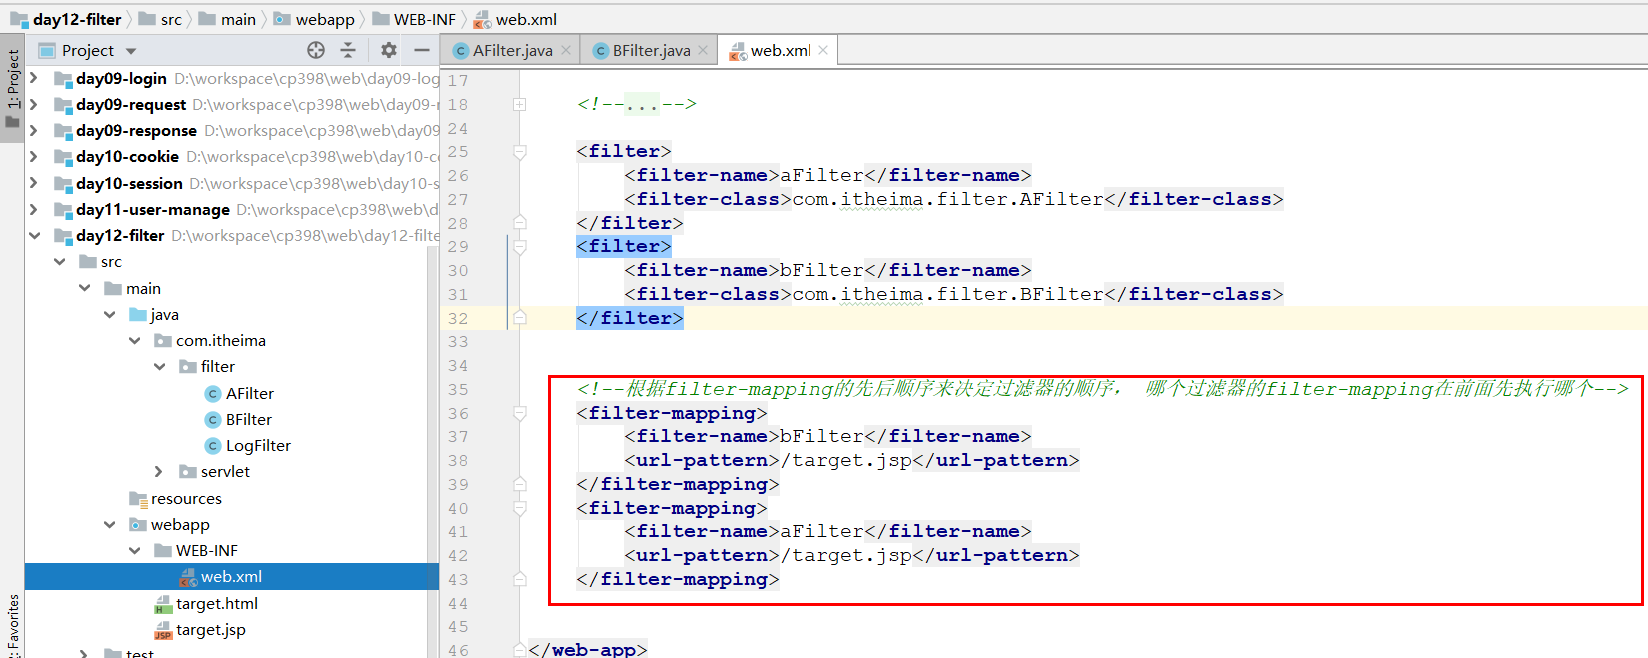 day12-filter src main webapp WEB-INF web.xml
1: Project
Project
AFilter.java BFilter.java web.xml
day09-login D:\workspace\cp398\web\day09-log
day09-request D:\workspace\cp398\web\day09-r
day09-response D:\workspace\cp398\web\day09
day10-cookie D:\workspace\cp398\web\day10-c
day10-session D:\workspace\cp398\web\day10-s
day11-user-manage D:\workspace\cp398\web\d
day12-filter D:\workspace\cp398\web\day12-filte
src
main
java
com.itheima
filter
AFilter
BFilter
LogFilter
servlet
resources
webapp
WEB-INF
web.xml
target.html
target.jsp
test
Favorites
17
18 <!--...-->
24
25 <filter>
26 <filter-name>aFilter</filter-name>
27 <filter-class>com.itheima.filter.AFilter</filter-class>
28 </filter>
29 <filter>
30 <filter-name>bFilter</filter-name>
31 <filter-class>com.itheima.filter.BFilter</filter-class>
32 </filter>
33
34
35 <!--根据filter-mapping的先后顺序来决定过滤器的顺序， 哪个过滤器的filter-mapping在前面先执行哪个-->
36 <filter-mapping>
37 <filter-name>bFilter</filter-name>
38 <url-pattern>/target.jsp</url-pattern>
39 </filter-mapping>
40 <filter-mapping>
41 <filter-name>aFilter</filter-name>
42 <url-pattern>/target.jsp</url-pattern>
43 </filter-mapping>
44
45
46 </web-app>